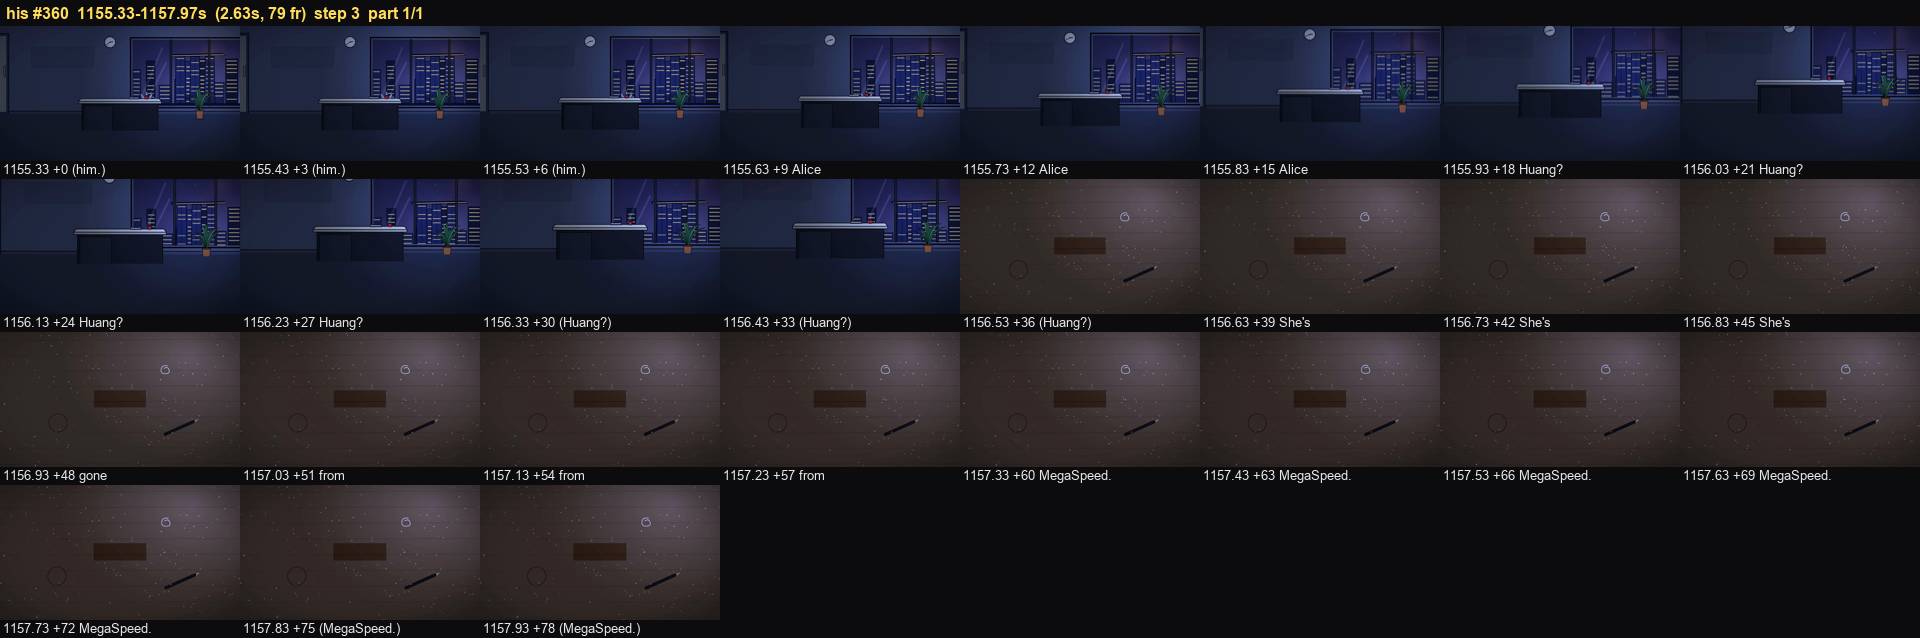 his #360  1155.33-1157.97s  (2.63s, 79 fr)  step 3  part 1/1
1155.33 +0 (him.)
1155.43 +3 (him.)
1155.53 +6 (him.)
1155.63 +9 Alice
1155.73 +12 Alice
1155.83 +15 Alice
1155.93 +18 Huang?
1156.03 +21 Huang?
1156.13 +24 Huang?
1156.23 +27 Huang?
1156.33 +30 (Huang?)
1156.43 +33 (Huang?)
1156.53 +36 (Huang?)
1156.63 +39 She's
1156.73 +42 She's
1156.83 +45 She's
1156.93 +48 gone
1157.03 +51 from
1157.13 +54 from
1157.23 +57 from
1157.33 +60 MegaSpeed.
1157.43 +63 MegaSpeed.
1157.53 +66 MegaSpeed.
1157.63 +69 MegaSpeed.
1157.73 +72 MegaSpeed.
1157.83 +75 (MegaSpeed.)
1157.93 +78 (MegaSpeed.)